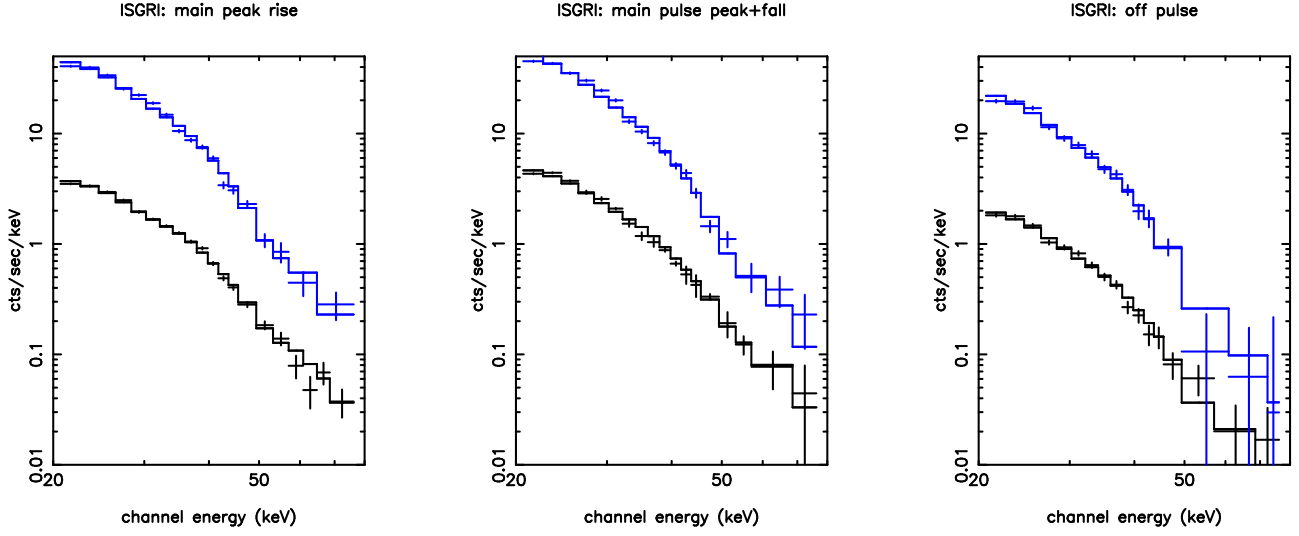 ISGRI: main peak rise
cts/sec/keV
10
1
0.1
0.01
20
50
channel energy (keV)
ISGRI: main pulse peak+fall
cts/sec/keV
10
1
0.1
0.01
20
50
channel energy (keV)
ISGRI: off pulse
cts/sec/keV
10
1
0.1
0.01
20
50
channel energy (keV)